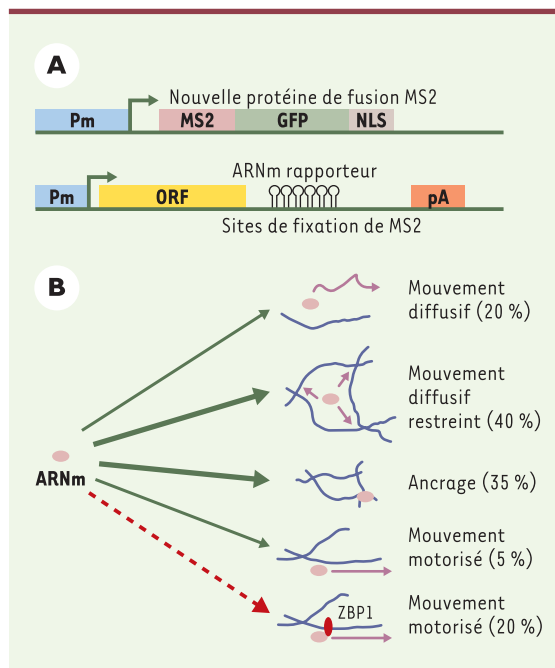 A
Nouvelle protéine de fusion MS2
Pm MS2 GFP NLS
ARNm rapporteur
Pm ORF pA
Sites de fixation de MS2
B
Mouvement
diffusif (20 %)
Mouvement
diffusif
restreint (40 %)
ARNm
Ancrage (35 %)
Mouvement
motorisé (5 %)
ZBP1
Mouvement
motorisé (20 %)